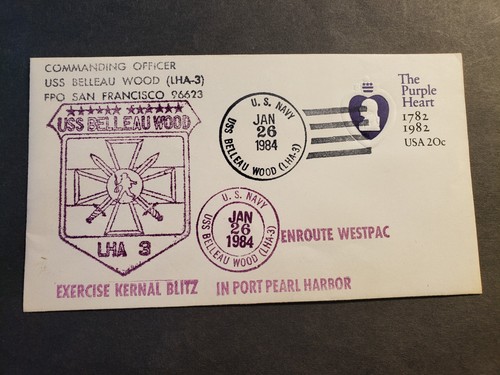 COMMANDING OFFICER
USS BELLEAU WOOD (LHA-3)
FPO SAN FRANCISCO 96623
USS BELLEAU WOOD
LHA 3
U.S. NAVY
JAN
26
1984
USS BELLEAU WOOD (LHA-3)
The
Purple
Heart
1782
1982
USA 20c
U.S. NAVY
JAN
26
1984
USS BELLEAU WOOD (LHA-3)
ENROUTE WESTPAC
EXERCISE KERNAL BLITZ IN PORT PEARL HARBOR